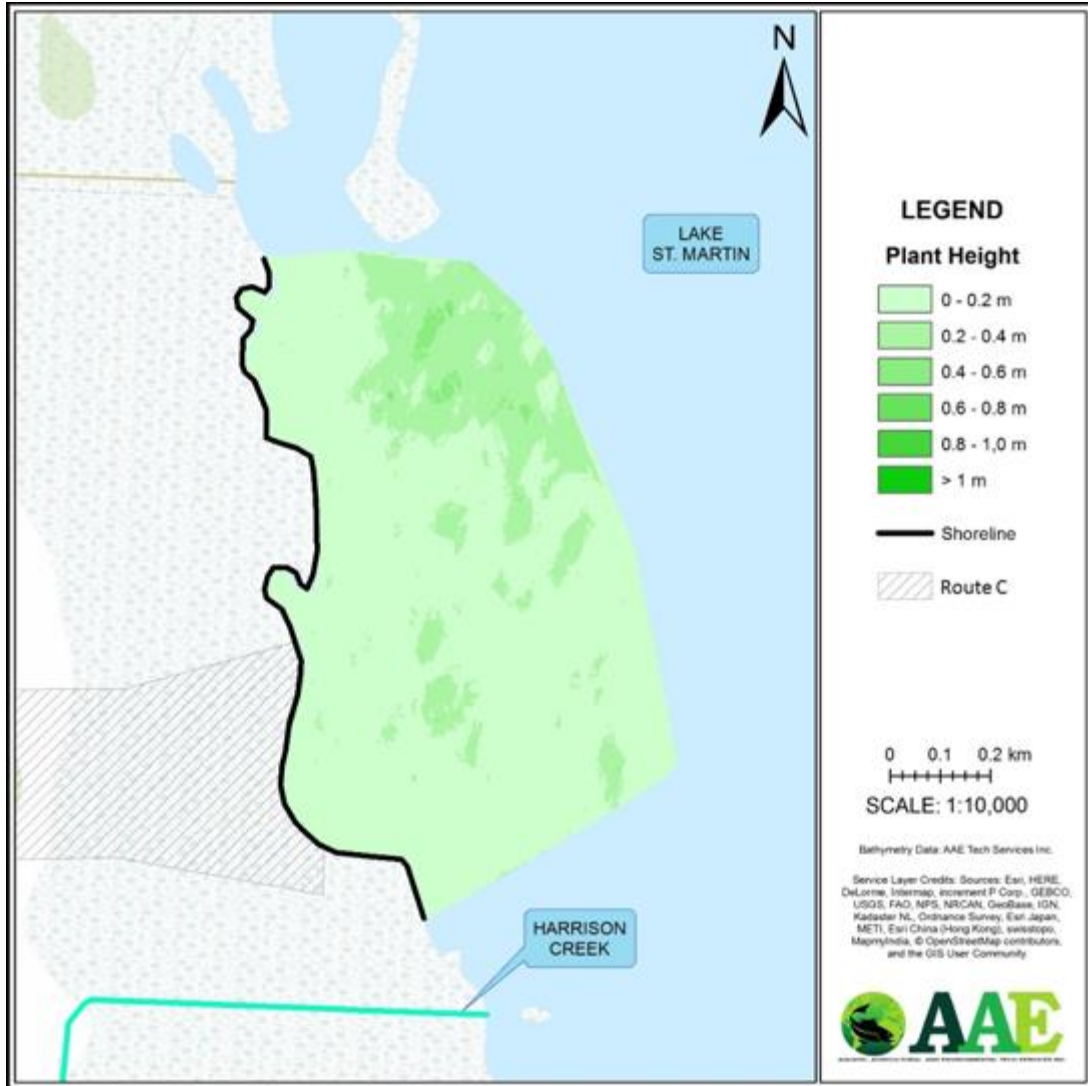 N
LAKE
ST. MARTIN
HARRISON
CREEK
LEGEND
Plant Height
0 - 0.2 m
0.2 - 0.4 m
0.4 - 0.6 m
0.6 - 0.8 m
0.8 - 1,0 m
> 1 m
Shoreline
Route C
0 0.1 0.2 km
SCALE: 1:10,000
Bathymetry Data: AAE Tech Services Inc.
Service Layer Credits: Sources: Esri, HERE,
DeLorme, Intermap, increment P Corp., GEBCO,
USGS, FAO, NPS, NRCAN, GeoBase, IGN,
Kadaster NL, Ordnance Survey, Esri Japan,
METI, Esri China (Hong Kong), swisstopo,
MapmyIndia, © OpenStreetMap contributors,
and the GIS User Community
AAE